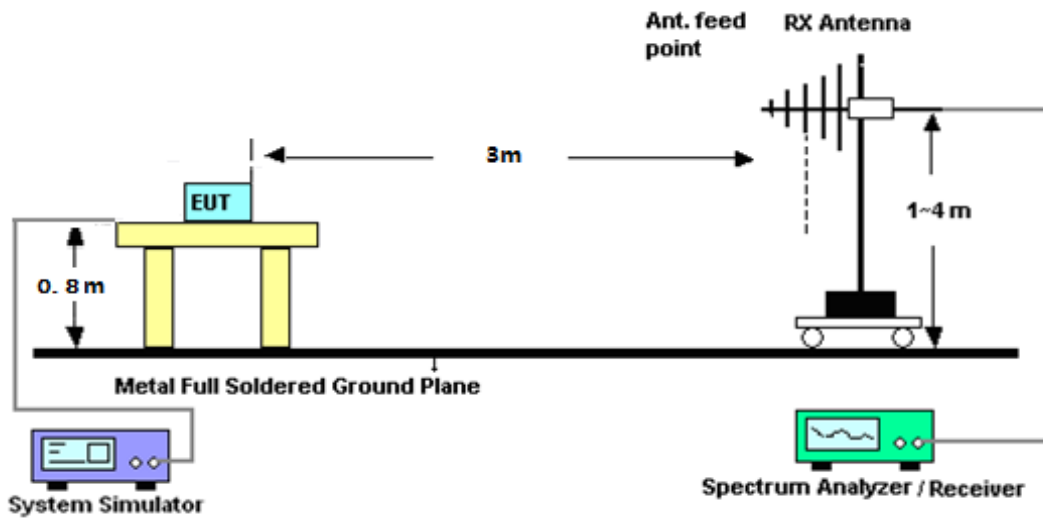 Ant. feed
point
RX Antenna
3m
EUT
1~4 m
0. 8 m
Metal Full Soldered Ground Plane
System Simulator
Spectrum Analyzer / Receiver